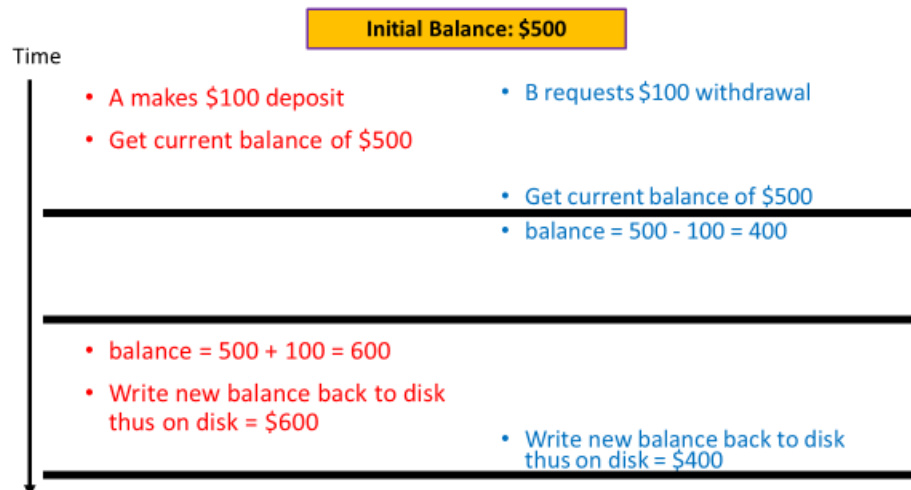 Initial Balance: $500
Time
• A makes $100 deposit
• B requests $100 withdrawal
• Get current balance of $500
• Get current balance of $500
• balance = 500 - 100 = 400
• balance = 500 + 100 = 600
• Write new balance back to disk
thus on disk = $600
• Write new balance back to disk
thus on disk = $400